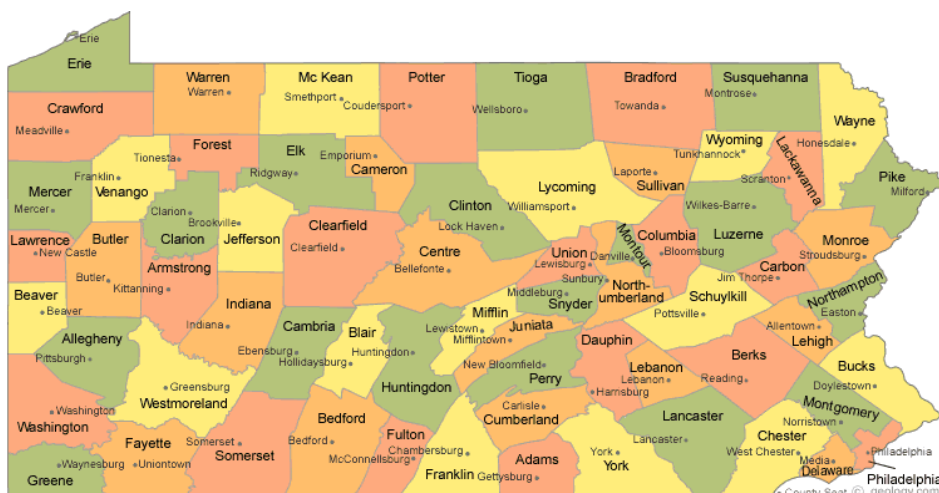 Erie
Erie
Warren
Warren
Mc Kean
Smethport
Potter
Coudersport
Tioga
Wellsboro
Bradford
Towanda
Susquehanna
Montrose
Wayne
Honesdale
Crawford
Meadville
Forest
Tionesta
Elk
Ridgway
Emporium
Cameron
Wyoming
Tunkhannock
Lackawanna
Scranton
Pike
Milford
Mercer
Mercer
Franklin
Venango
Clarion
Clarion
Brookville
Jefferson
Clearfield
Clearfield
Clinton
Lock Haven
Lycoming
Williamsport
Laporte
Sullivan
Wilkes-Barre
Luzerne
Lawrence
New Castle
Butler
Butler
Armstrong
Kittanning
Centre
Bellefonte
Union
Lewisburg
Montour
Danville
Columbia
Bloomsburg
Monroe
Stroudsburg
Carbon
Jim Thorpe
Beaver
Beaver
Indiana
Indiana
Sunbury
North-
umberland
Middleburg
Snyder
Schuylkill
Pottsville
Northampton
Easton
Allegheny
Pittsburgh
Cambria
Ebensburg
Blair
Hollidaysburg
Huntingdon
Huntingdon
Mifflin
Lewistown
Juniata
Mifflintown
Dauphin
Harrisburg
Allentown
Lehigh
Berks
Reading
Bucks
Doylestown
Westmoreland
Greensburg
New Bloomfield
Perry
Lebanon
Lebanon
Montgomery
Norristown
Washington
Washington
Fayette
Uniontown
Somerset
Somerset
Bedford
Bedford
Fulton
McConnellsburg
Chambersburg
Franklin
Carlisle
Cumberland
Gettysburg
Adams
York
York
Lancaster
Lancaster
Chester
West Chester
Media
Delaware
Philadelphia
Philadelphia
Greene
Waynesburg
County Seat © geology.com